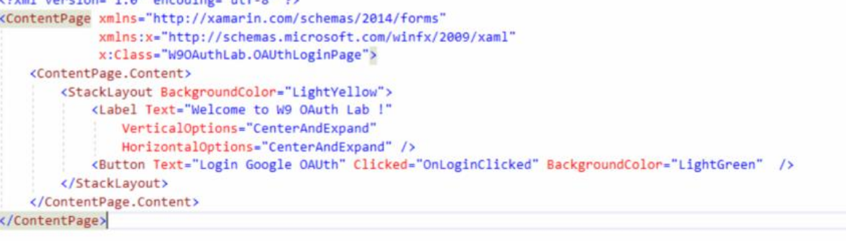 <?xml version="1.0" encoding="utf-8" ?>
<ContentPage xmlns="http://xamarin.com/schemas/2014/forms"
xmlns:x="http://schemas.microsoft.com/winfx/2009/xaml"
x:Class="W9OAuthLab.OAUthLoginPage">
<ContentPage.Content>
<StackLayout BackgroundColor="LightYellow">
<Label Text="Welcome to W9 OAuth Lab !"
VerticalOptions="CenterAndExpand"
HorizontalOptions="CenterAndExpand" />
<Button Text="Login Google OAuth" Clicked="OnLoginClicked" BackgroundColor="LightGreen" />
</StackLayout>
</ContentPage.Content>
</ContentPage>